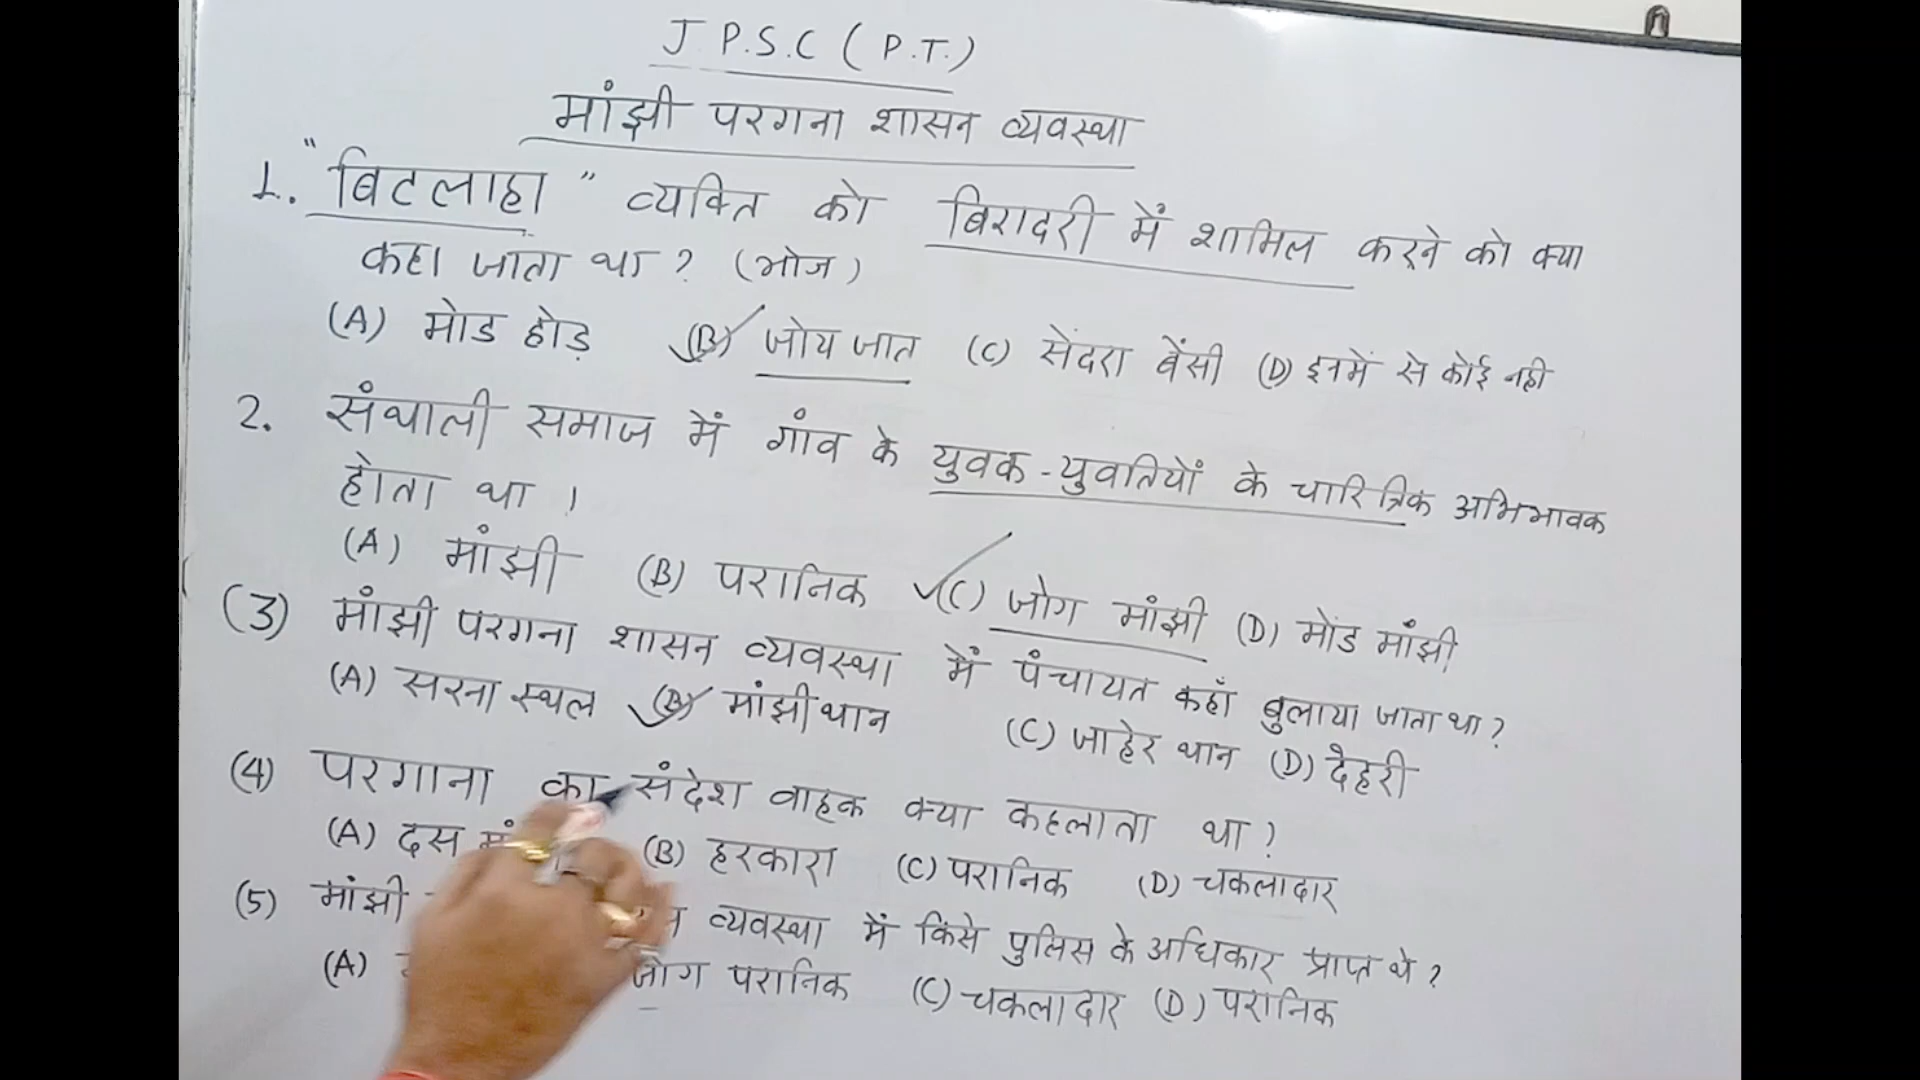 J.P.S.C (P.T.)
मांझी परगना शासन व्यवस्था
1. "बिटलाहा" व्यक्ति को बिरादरी में शामिल करने को क्या
कहा जाता था? (भोज)
(A) मोड होड़ (B) जोय जात (C) सेंदरा बैंसी (D) इनमें से कोई नही
2. संथाली समाज में गांव के युवक-युवतियों के चारित्रिक अभिभावक
होता था ।
(A) मांझी (B) परानिक (C) जोग मांझी (D) मोड मांझी
(3) मांझी परगना शासन व्यवस्था में पंचायत कहाँ बुलाया जाता था?
(A) सरना स्थल (B) मांझी थान (C) जाहेर थान (D) देहरी
(4) परगाना का संदेश वाहक क्या कहलाता था?
(A) दस (B) हरकारा (C) परानिक (D) चकलादार
(5) मांझी व्यवस्था में किसे पुलिस के अधिकार प्राप्त थे?
(A) जोग परानिक (C) चकलादार (D) परानिक